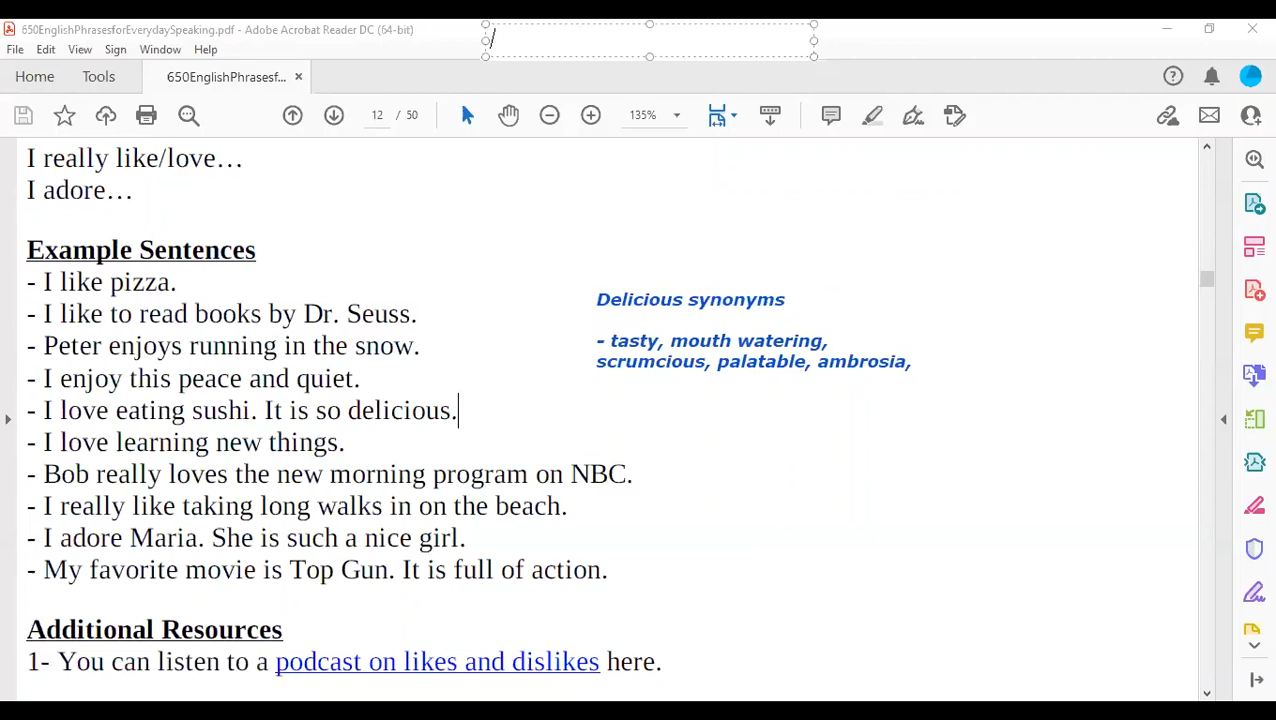 650EnglishPhrasesforEverydaySpeaking.pdf - Adobe Acrobat Reader DC (64-bit)
/
File Edit View Sign Window Help
Home Tools 650EnglishPhrasesf... ×
12 / 50 135%
I really like/love…
I adore…
Example Sentences
- I like pizza.
- I like to read books by Dr. Seuss.
- Peter enjoys running in the snow.
- I enjoy this peace and quiet.
- I love eating sushi. It is so delicious.
- I love learning new things.
- Bob really loves the new morning program on NBC.
- I really like taking long walks in on the beach.
- I adore Maria. She is such a nice girl.
- My favorite movie is Top Gun. It is full of action.
Delicious synonyms
- tasty, mouth watering,
scrumcious, palatable, ambrosia,
Additional Resources
1- You can listen to a podcast on likes and dislikes here.